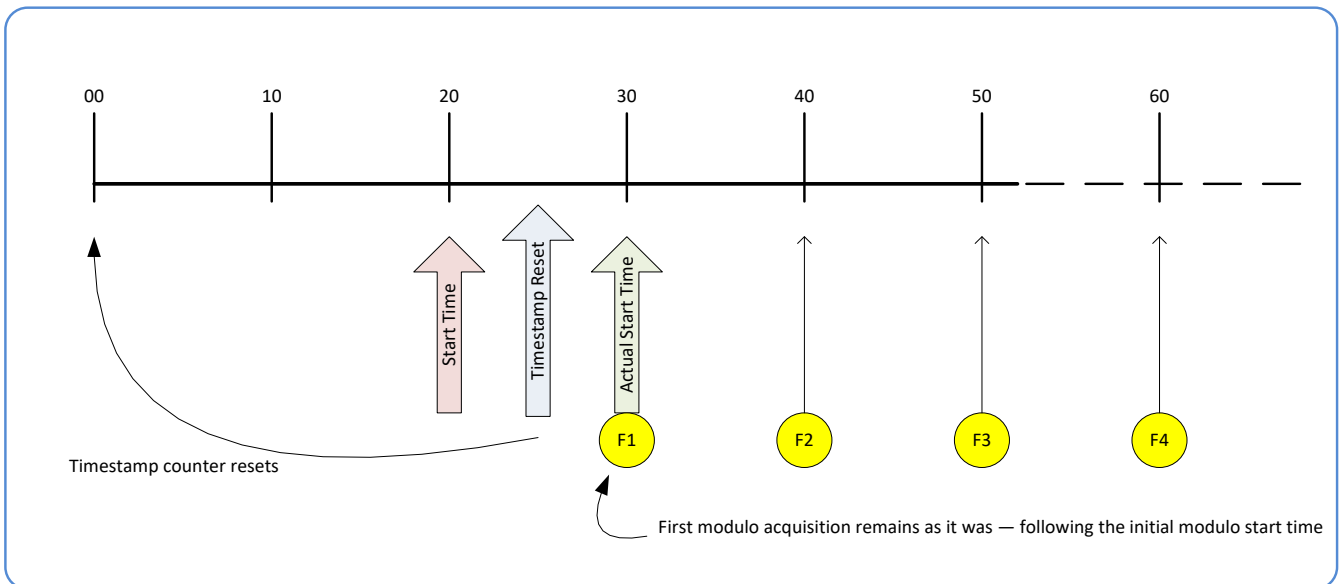 00
10
20
30
40
50
60
Start Time
Timestamp Reset
Actual Start Time
F1
F2
F3
F4
Timestamp counter resets
First modulo acquisition remains as it was — following the initial modulo start time